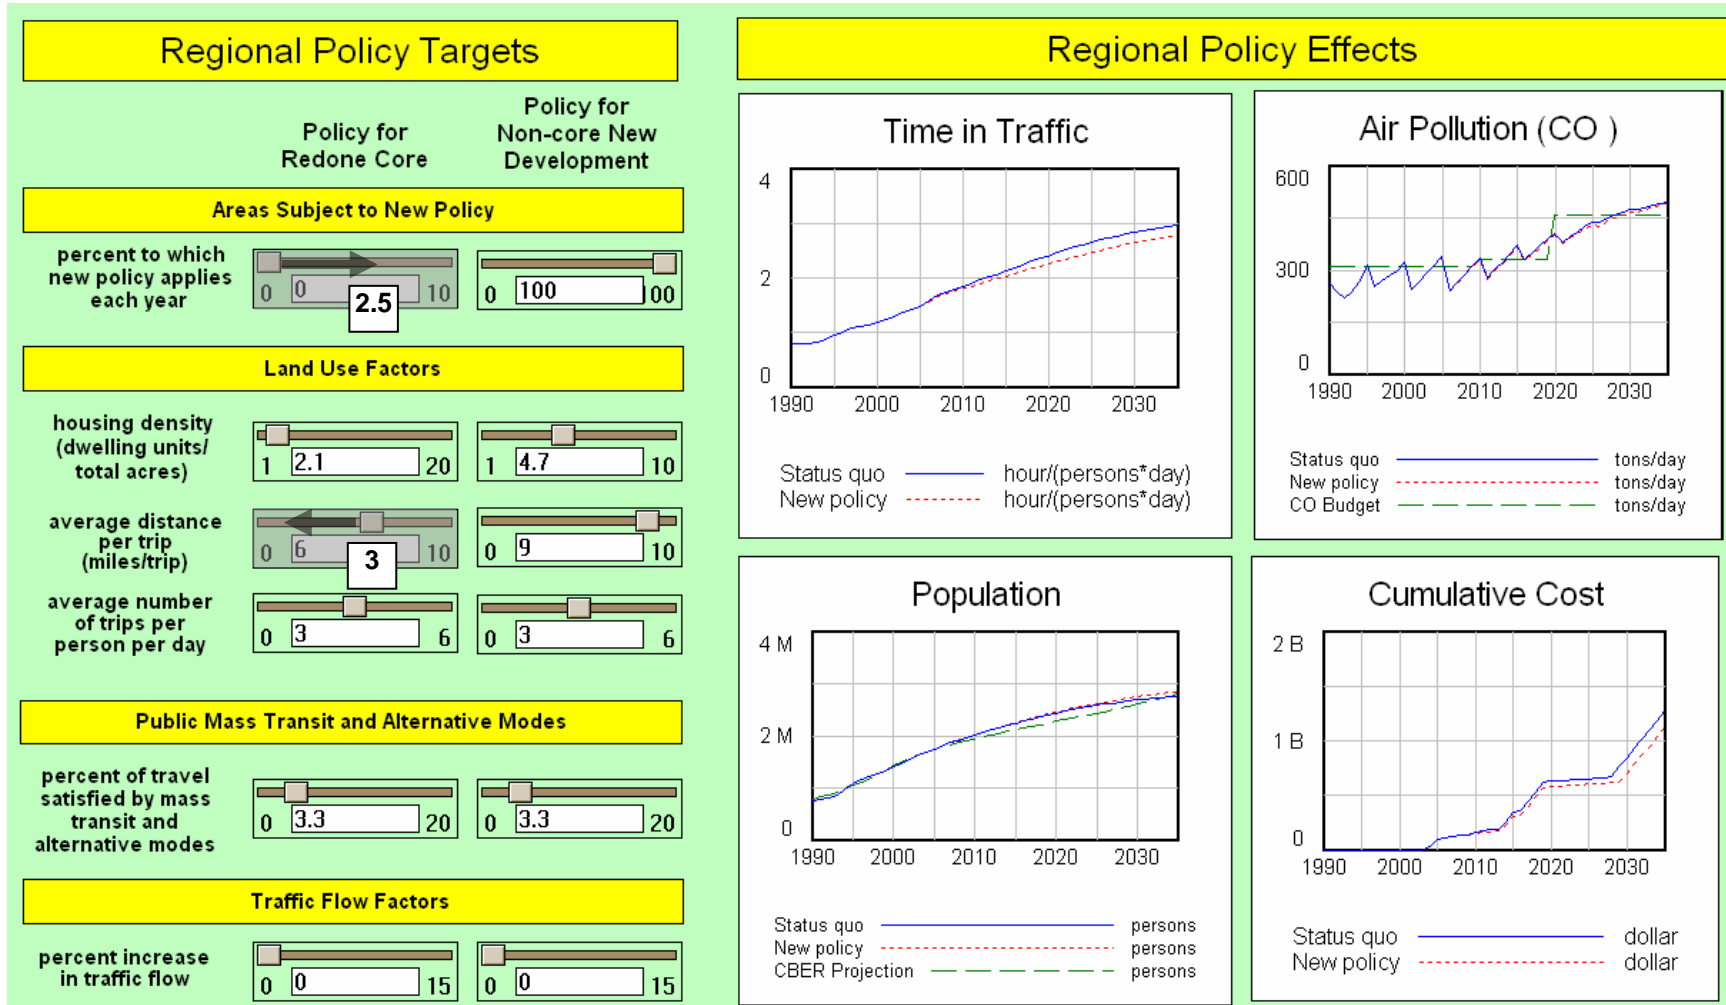 Regional Policy Targets
Policy for
Redone Core
Policy for
Non-core New
Development
Areas Subject to New Policy
percent to which
new policy applies
each year
0 0 10
2.5
0 100 100
Land Use Factors
housing density
(dwelling units/
total acres)
1 2.1 20
1 4.7 10
average distance
per trip
(miles/trip)
0 6 10
3
0 9 10
average number
of trips per
person per day
0 3 6
0 3 6
Public Mass Transit and Alternative Modes
percent of travel
satisfied by mass
transit and
alternative modes
0 3.3 20
0 3.3 20
Traffic Flow Factors
percent increase
in traffic flow
0 0 15
0 0 15
Regional Policy Effects
Time in Traffic
4
2
0
1990 2000 2010 2020 2030
Status quo hour/(persons*day)
New policy hour/(persons*day)
Air Pollution (CO )
600
300
0
1990 2000 2010 2020 2030
Status quo tons/day
New policy tons/day
CO Budget tons/day
Population
4 M
2 M
0
1990 2000 2010 2020 2030
Status quo persons
New policy persons
CBER Projection persons
Cumulative Cost
2 B
1 B
0
1990 2000 2010 2020 2030
Status quo dollar
New policy dollar